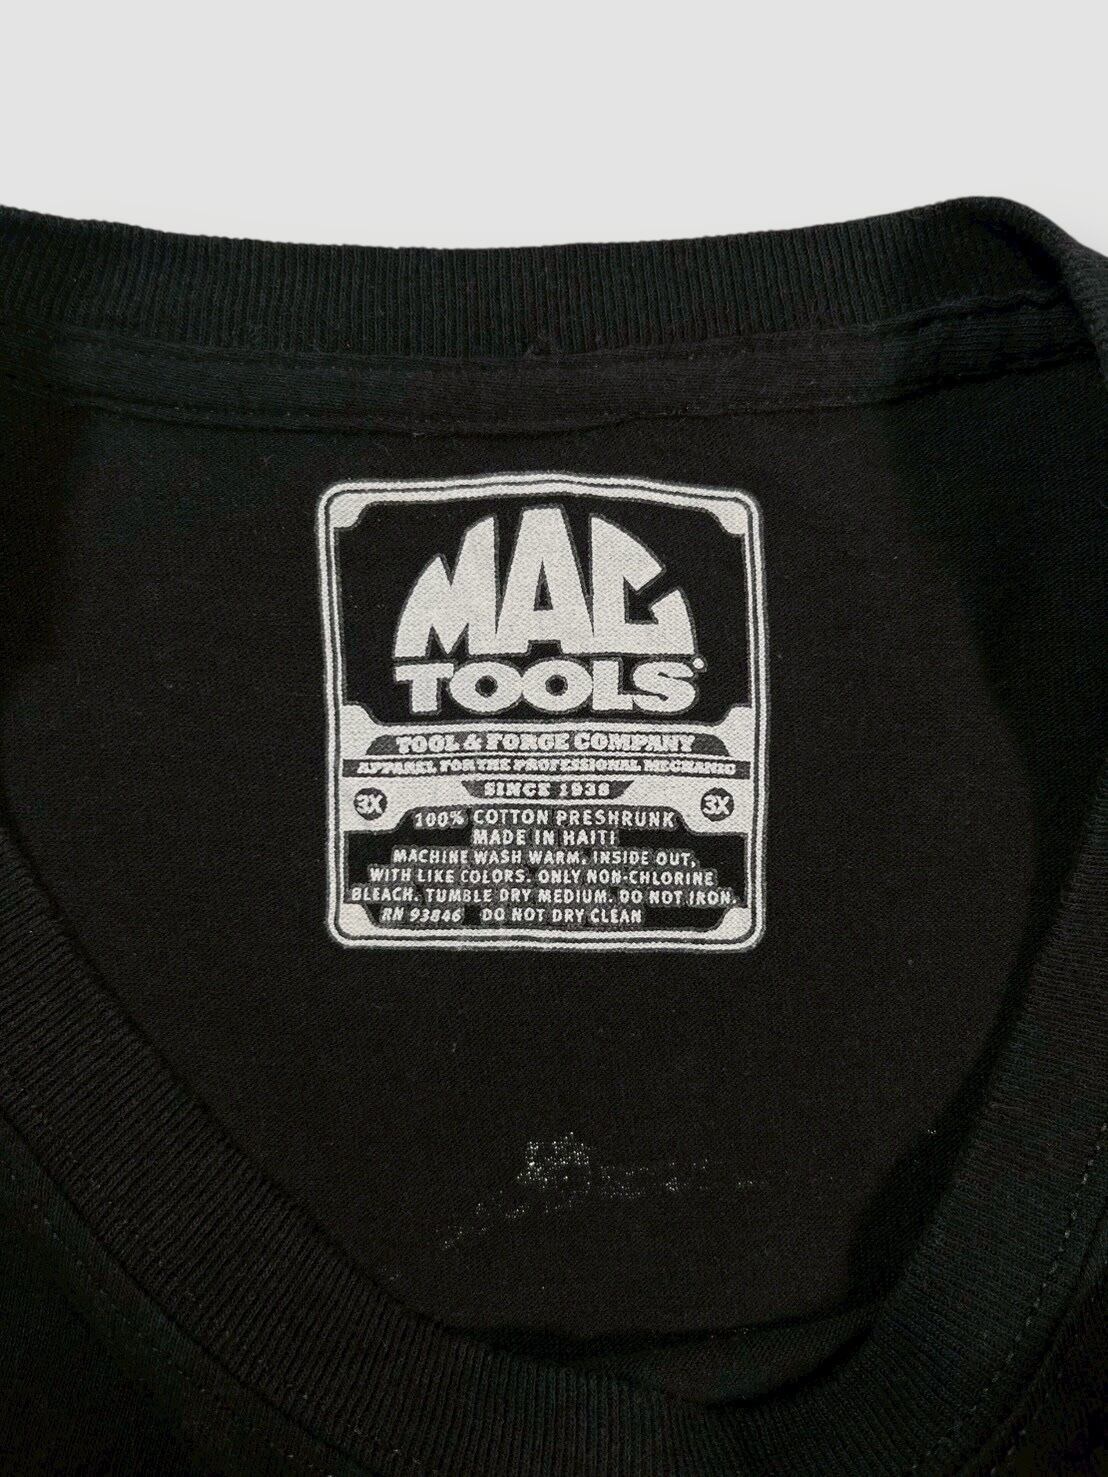 MAC
TOOLS®
TOOL & FORGE COMPANY
APPAREL FOR THE PROFESSIONAL MECHANIC
SINCE 1938
3X 3X
100% COTTON PRESHRUNK
MADE IN HAITI
MACHINE WASH WARM, INSIDE OUT,
WITH LIKE COLORS. ONLY NON-CHLORINE
BLEACH. TUMBLE DRY MEDIUM. DO NOT IRON.
RN 93846 DO NOT DRY CLEAN